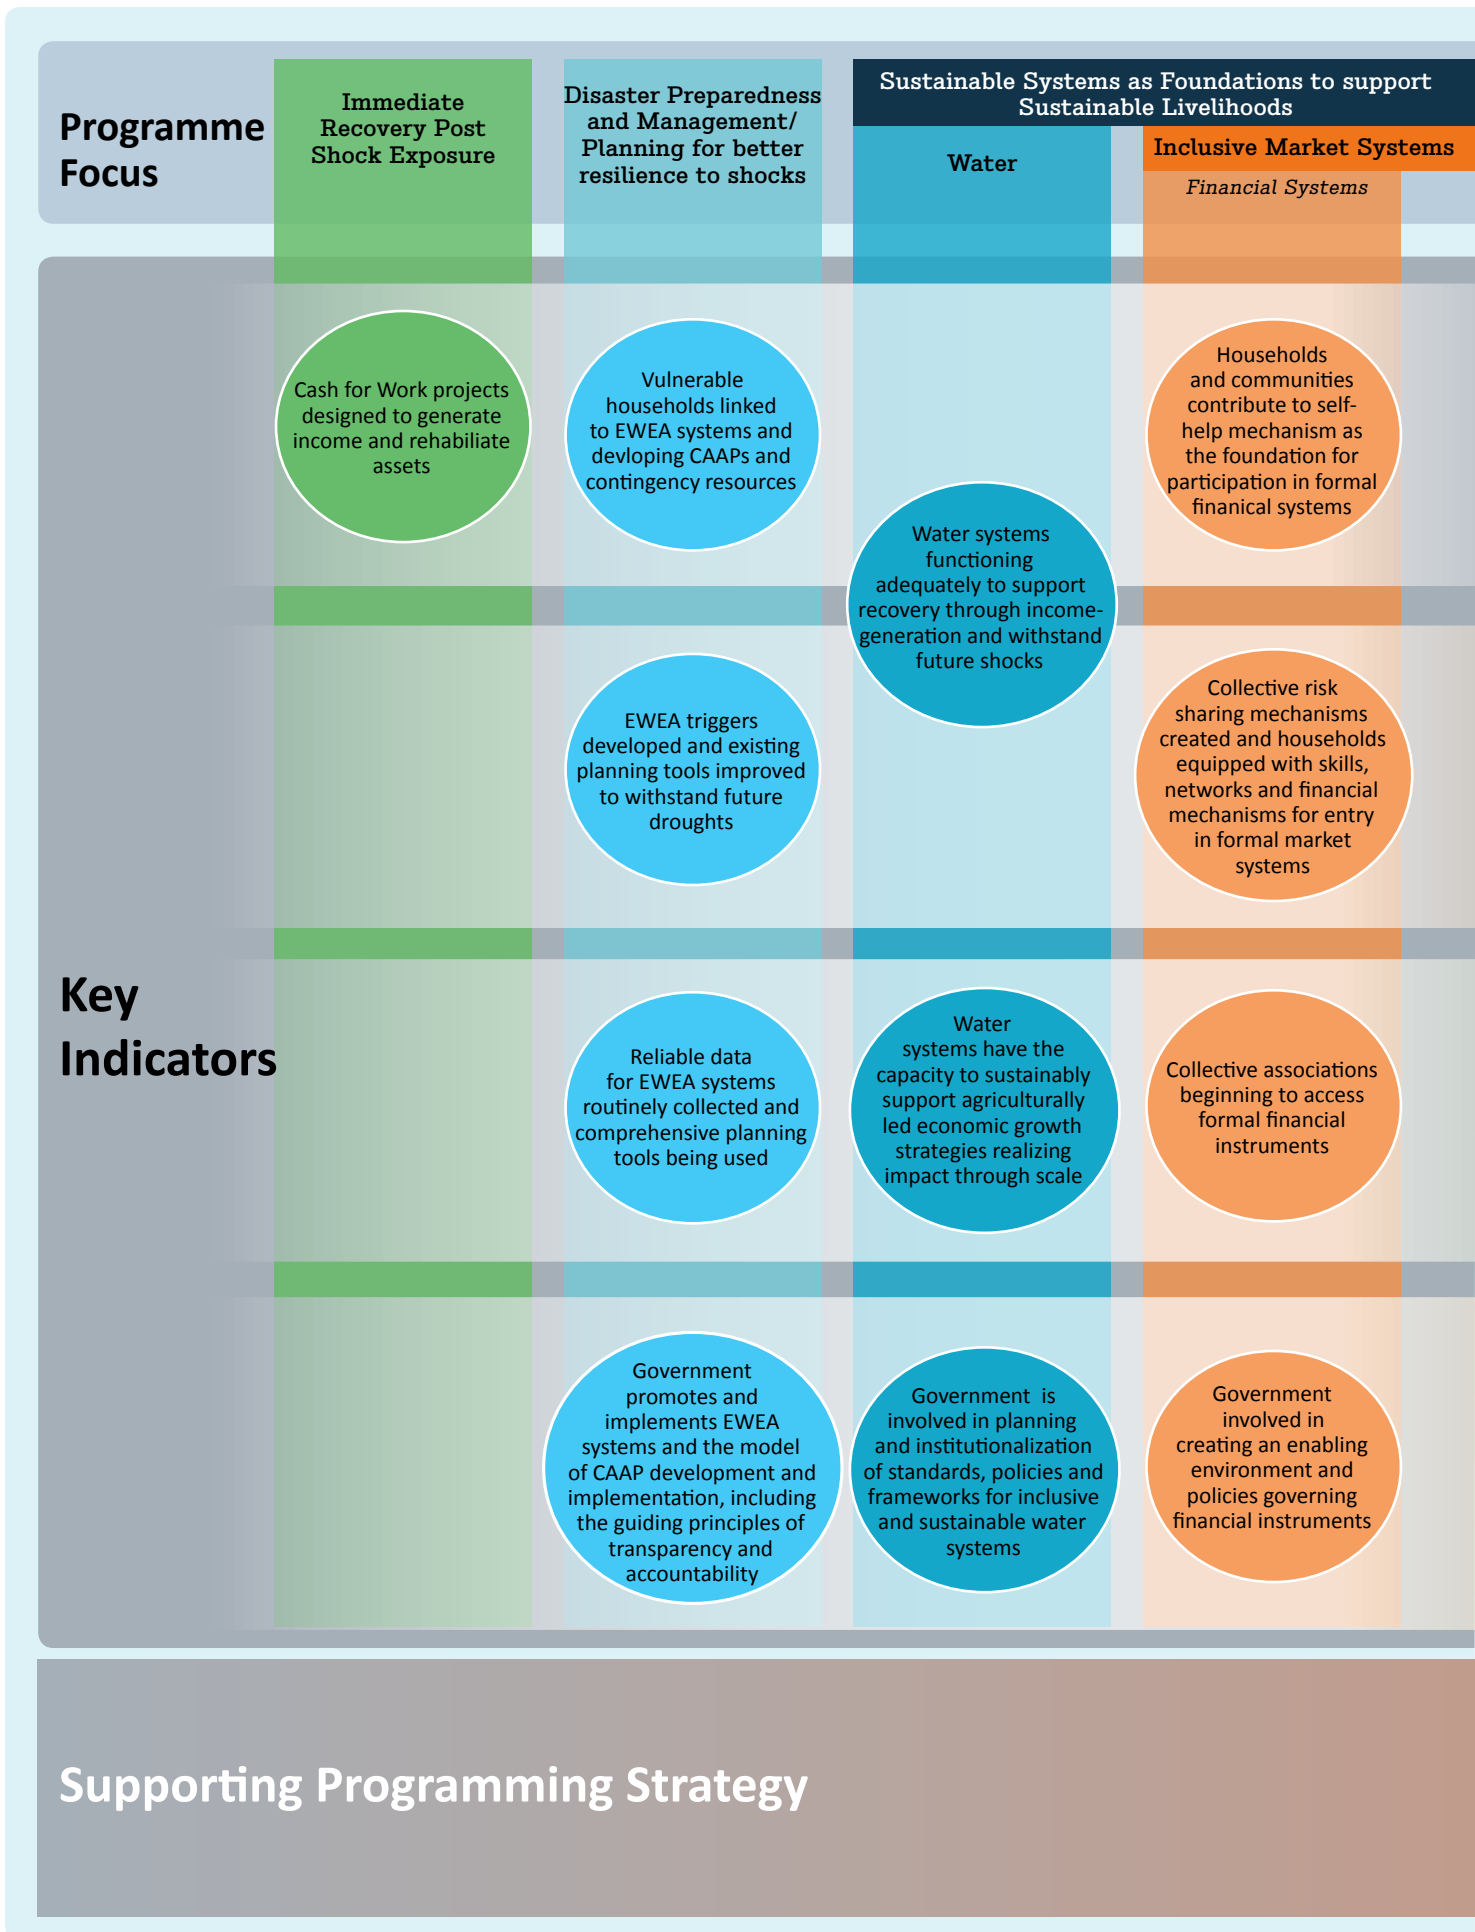 Programme
Focus
Immediate
Recovery Post
Shock Exposure
Disaster Preparedness
and Management/
Planning for better
resilience to shocks
Sustainable Systems as Foundations to support
Sustainable Livelihoods
Water
Inclusive Market Systems
Financial Systems
Key
Indicators
Cash for Work projects
designed to generate
income and rehabiliate
assets
Vulnerable
households linked
to EWEA systems and
devloping CAAPs and
contingency resources
Water systems
functioning
adequately to support
recovery through income-
generation and withstand
future shocks
Households
and communities
contribute to self-
help mechanism as
the foundation for
participation in formal
finanical systems
EWEA triggers
developed and existing
planning tools improved
to withstand future
droughts
Collective risk
sharing mechanisms
created and households
equipped with skills,
networks and financial
mechanisms for entry
in formal market
systems
Reliable data
for EWEA systems
routinely collected and
comprehensive planning
tools being used
Water
systems have the
capacity to sustainably
support agriculturally
led economic growth
strategies realizing
impact through scale
Collective associations
beginning to access
formal financial
instruments
Government
promotes and
implements EWEA
systems and the model
of CAAP development and
implementation, including
the guiding principles of
transparency and
accountability
Government  is
involved in planning
and institutionalization
of standards, policies and
frameworks for inclusive
and sustainable water
systems
Government
involved in
creating an enabling
environment and
policies governing
financial instruments
Supporting Programming Strategy